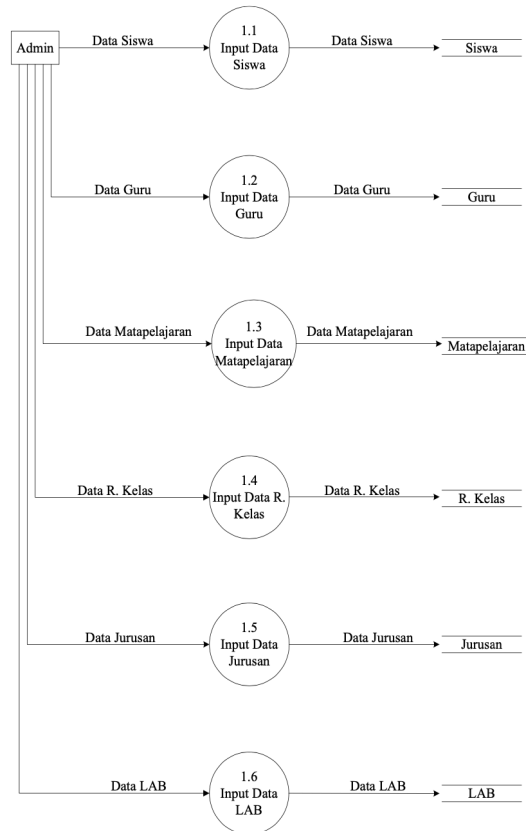 Admin
Data Siswa
1.1
Input Data
Siswa
Data Siswa
Siswa
Data Guru
1.2
Input Data
Guru
Data Guru
Guru
Data Matapelajaran
1.3
Input Data
Matapelajaran
Data Matapelajaran
Matapelajaran
Data R. Kelas
1.4
Input Data R.
Kelas
Data R. Kelas
R. Kelas
Data Jurusan
1.5
Input Data
Jurusan
Data Jurusan
Jurusan
Data LAB
1.6
Input Data
LAB
Data LAB
LAB